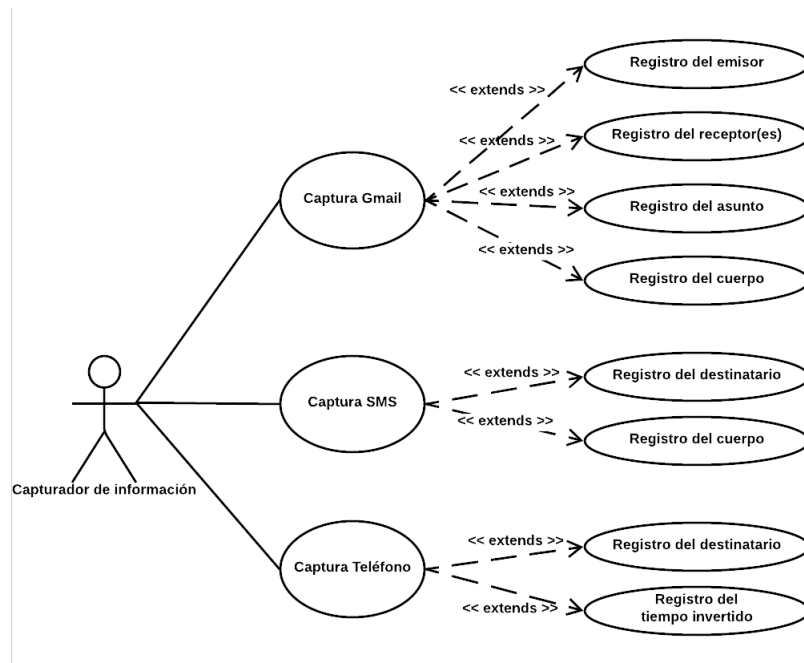 Registro del emisor
<< extends >>
Registro del receptor(es)
<< extends >>
Captura Gmail
<< extends >>
Registro del asunto
<< extends >>
Registro del cuerpo
<< extends >>
Registro del destinatario
Captura SMS
<< extends >>
Registro del cuerpo
Capturador de información
<< extends >>
Registro del destinatario
Captura Teléfono
<< extends >>
Registro del
tiempo invertido